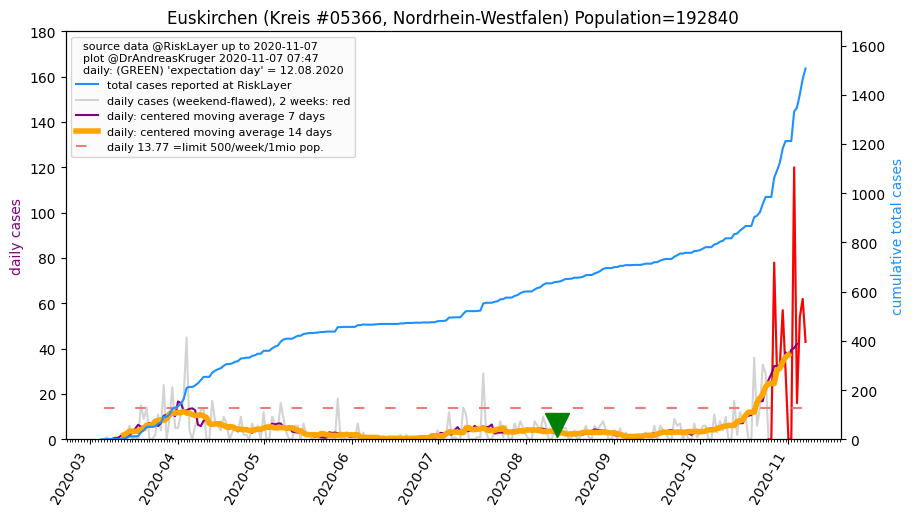 Euskirchen (Kreis #05366, Nordrhein-Westfalen) Population=192840
source data @RiskLayer up to 2020-11-07
plot @DrAndreasKruger 2020-11-07 07:47
daily: (GREEN) 'expectation day' = 12.08.2020
total cases reported at RiskLayer
daily cases (weekend-flawed), 2 weeks: red
daily: centered moving average 7 days
daily: centered moving average 14 days
daily 13.77 =limit 500/week/1mio pop.
daily cases
180
160
140
120
100
80
60
40
20
0
cumulative total cases
1600
1400
1200
1000
800
600
400
200
0
2020-03
2020-04
2020-05
2020-06
2020-07
2020-08
2020-09
2020-10
2020-11